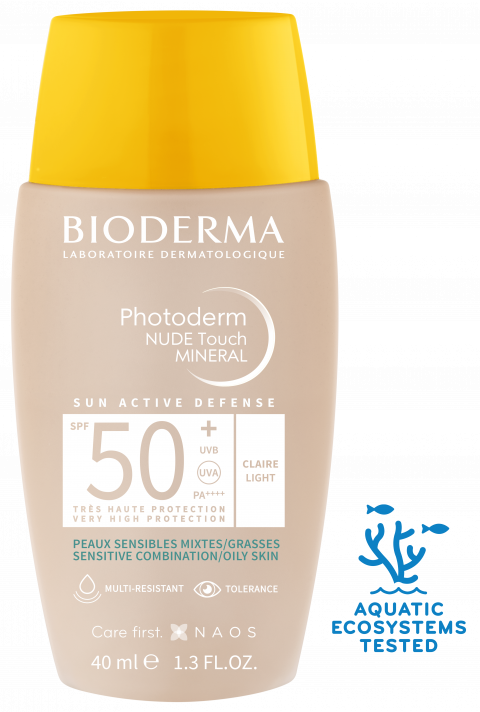 BIODERMA
LABORATOIRE DERMATOLOGIQUE
Photoderm
NUDE Touch
MINERAL
SUN ACTIVE DEFENSE
SPF 50+
UVB
UVA
PA++++
CLAIRE
LIGHT
TRÈS HAUTE PROTECTION
VERY HIGH PROTECTION
PEAUX SENSIBLES MIXTES/GRASSES
SENSITIVE COMBINATION/OILY SKIN
MULTI-RESISTANT TOLERANCE
Care first. NAOS
40 ml ℮ 1.3 FL.OZ.
AQUATIC
ECOSYSTEMS
TESTED